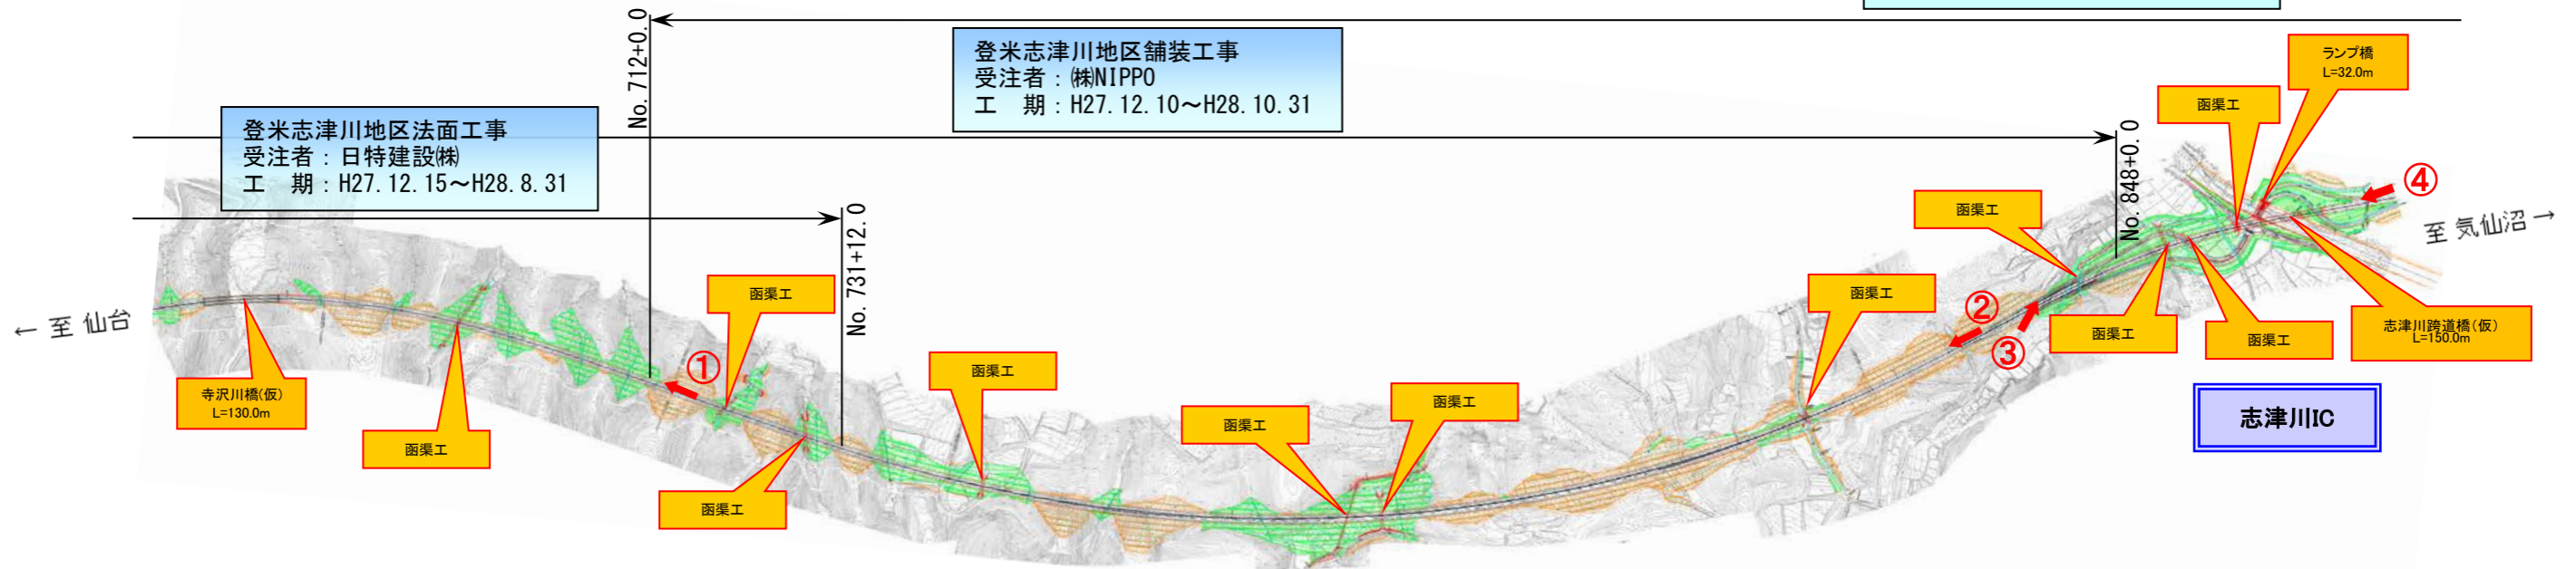 No. 712+0.0
登米志津川地区舗装工事
受注者：㈱NIPPO
工　期：H27.12.10～H28.10.31
登米志津川地区法面工事
受注者：日特建設㈱
工　期：H27.12.15～H28.8.31
No. 731+12.0
No. 848+0.0
ランプ橋
L=32.0m
函渠工
函渠工
④
至 気仙沼 →
← 至 仙台
寺沢川橋(仮)
L=130.0m
函渠工
①
函渠工
函渠工
函渠工
函渠工
函渠工
函渠工
②
③
函渠工
函渠工
志津川跨道橋(仮)
L=150.0m
志津川IC